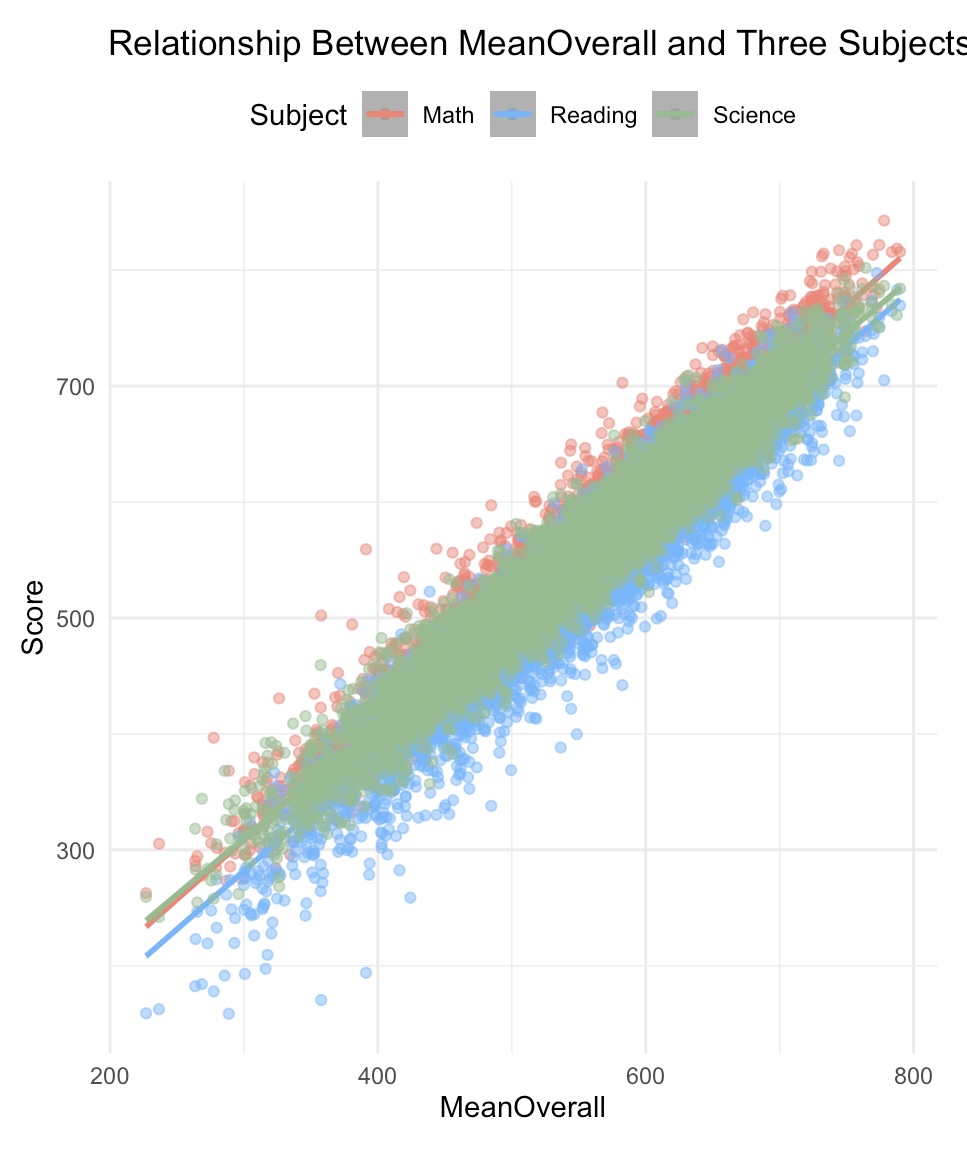 Relationship Between MeanOverall and Three Subjects
Subject Math Reading Science
Score
700
500
300
200 400 600 800
MeanOverall